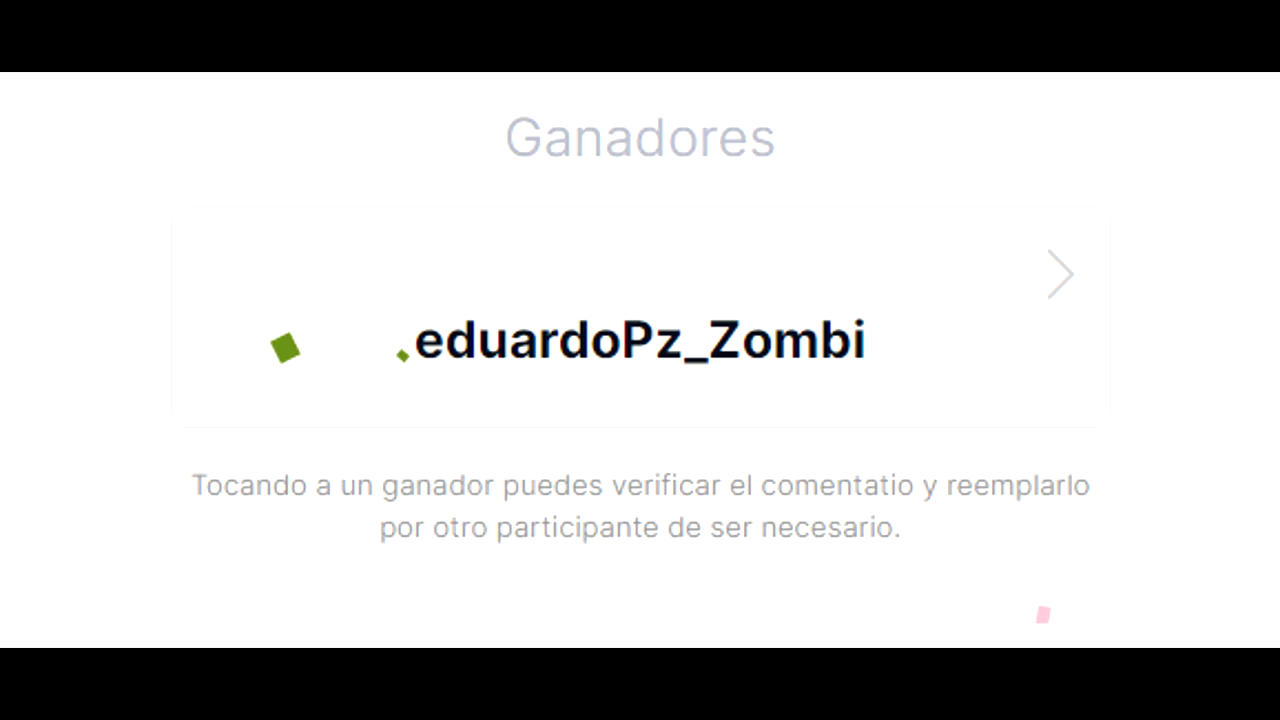 Ganadores
eduardoPz_Zombi
Tocando a un ganador puedes verificar el comentatio y reemplarlo
por otro participante de ser necesario.